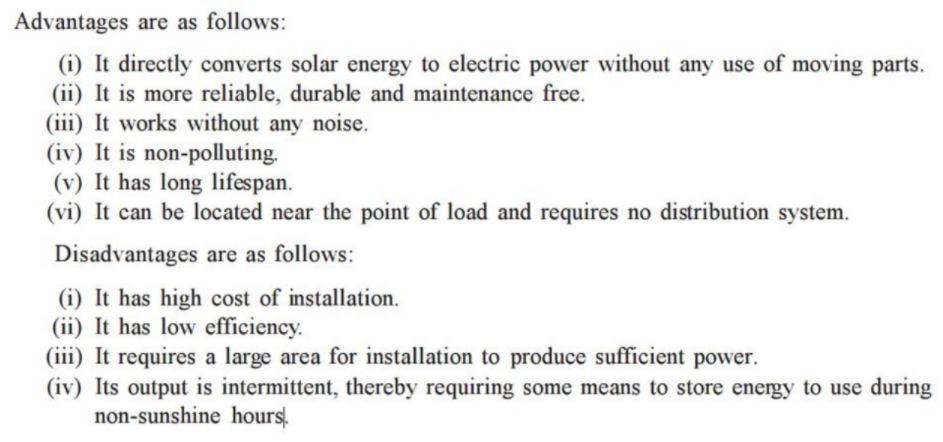 Advantages are as follows:
(i) It directly converts solar energy to electric power without any use of moving parts.
(ii) It is more reliable, durable and maintenance free.
(iii) It works without any noise.
(iv) It is non-polluting.
(v) It has long lifespan.
(vi) It can be located near the point of load and requires no distribution system.
Disadvantages are as follows:
(i) It has high cost of installation.
(ii) It has low efficiency.
(iii) It requires a large area for installation to produce sufficient power.
(iv) Its output is intermittent, thereby requiring some means to store energy to use during
non-sunshine hours.